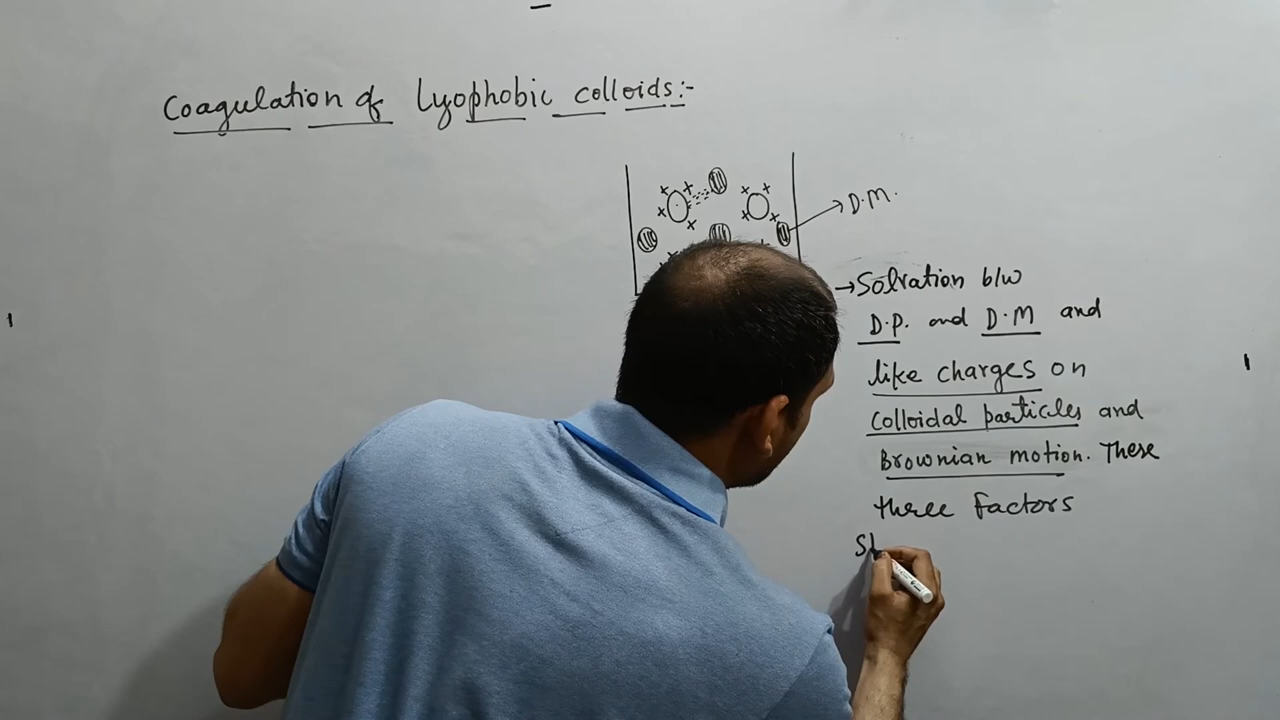 Coagulation of Lyophobic colloids:-
→ D.M.
→ Solvation b/w
D.P. and D.M and
like charges on
Colloidal particles and
Brownian motion. These
three factors